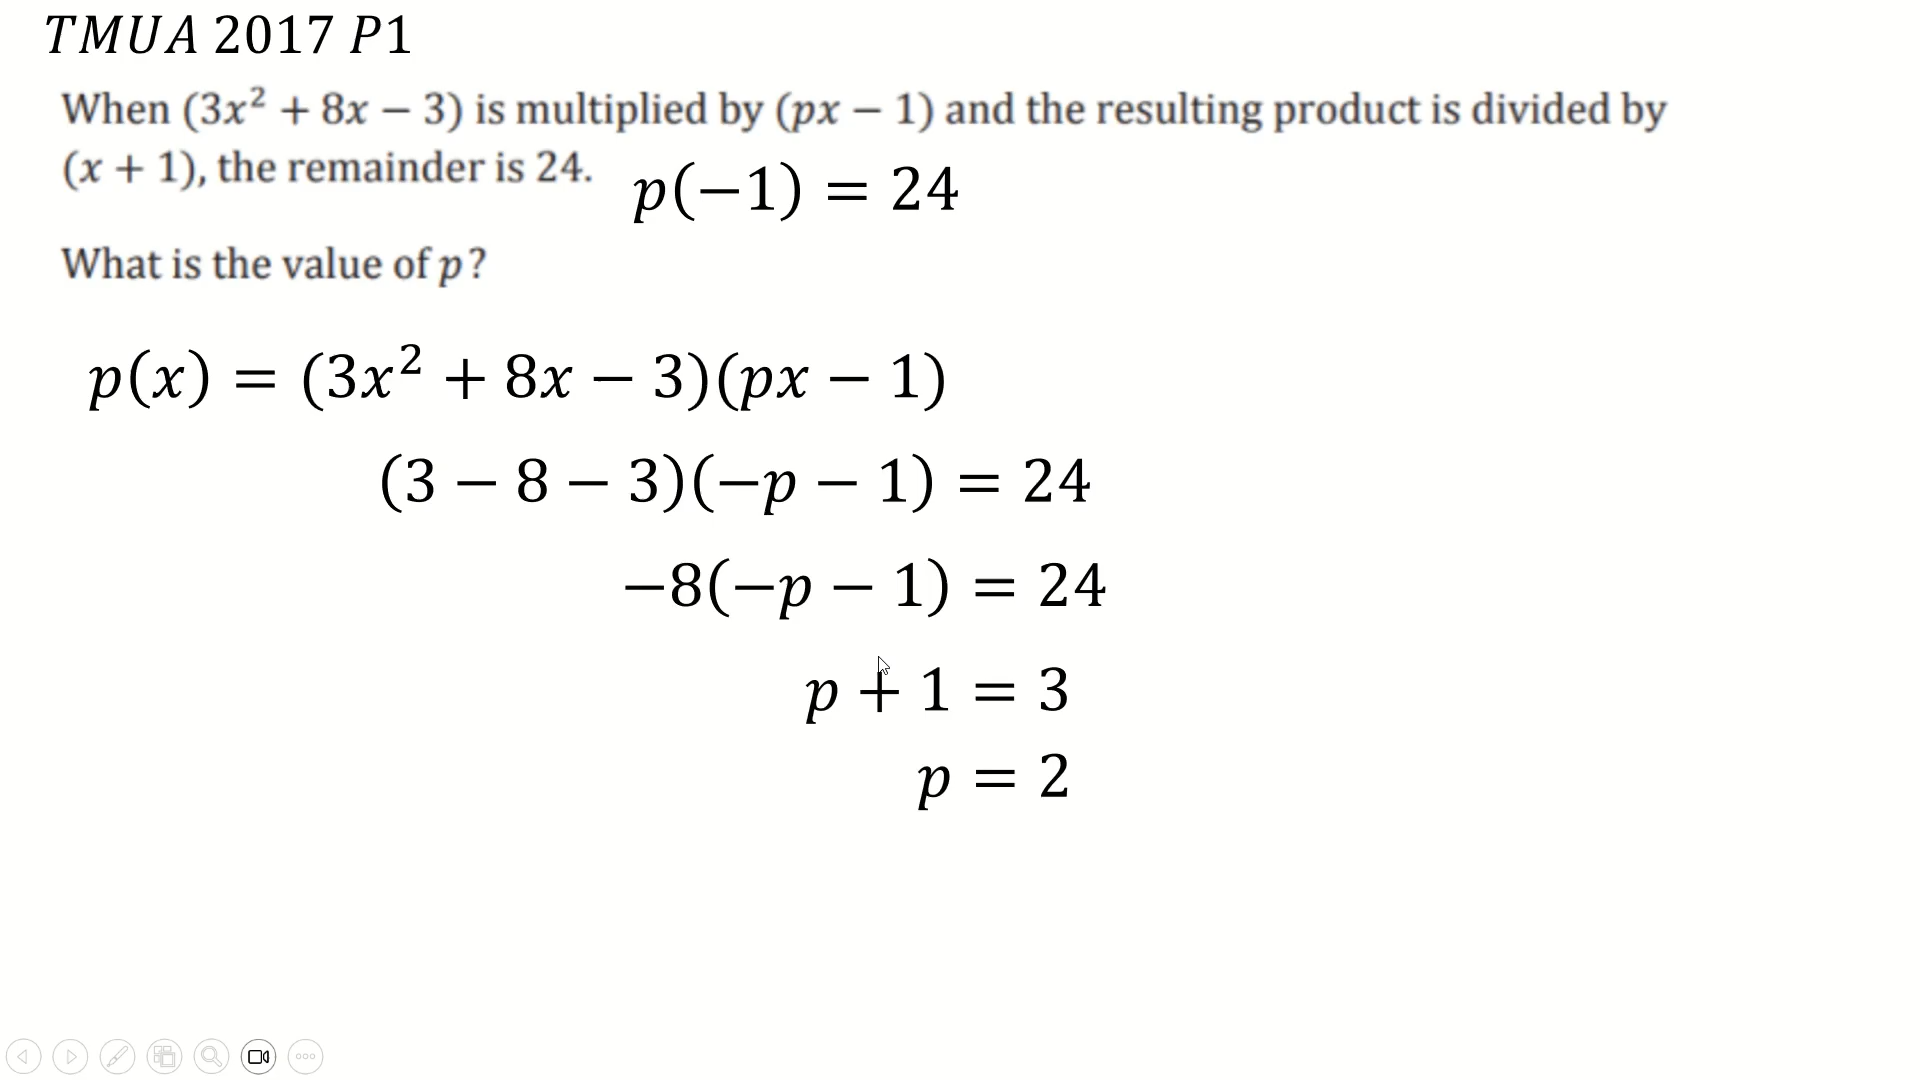 TMUA 2017 P1
When (3x² + 8x − 3) is multiplied by (px − 1) and the resulting product is divided by
(x + 1), the remainder is 24.
p(−1) = 24
What is the value of p?
p(x) = (3x² + 8x − 3)(px − 1)
(3 − 8 − 3)(−p − 1) = 24
−8(−p − 1) = 24
p + 1 = 3
p = 2